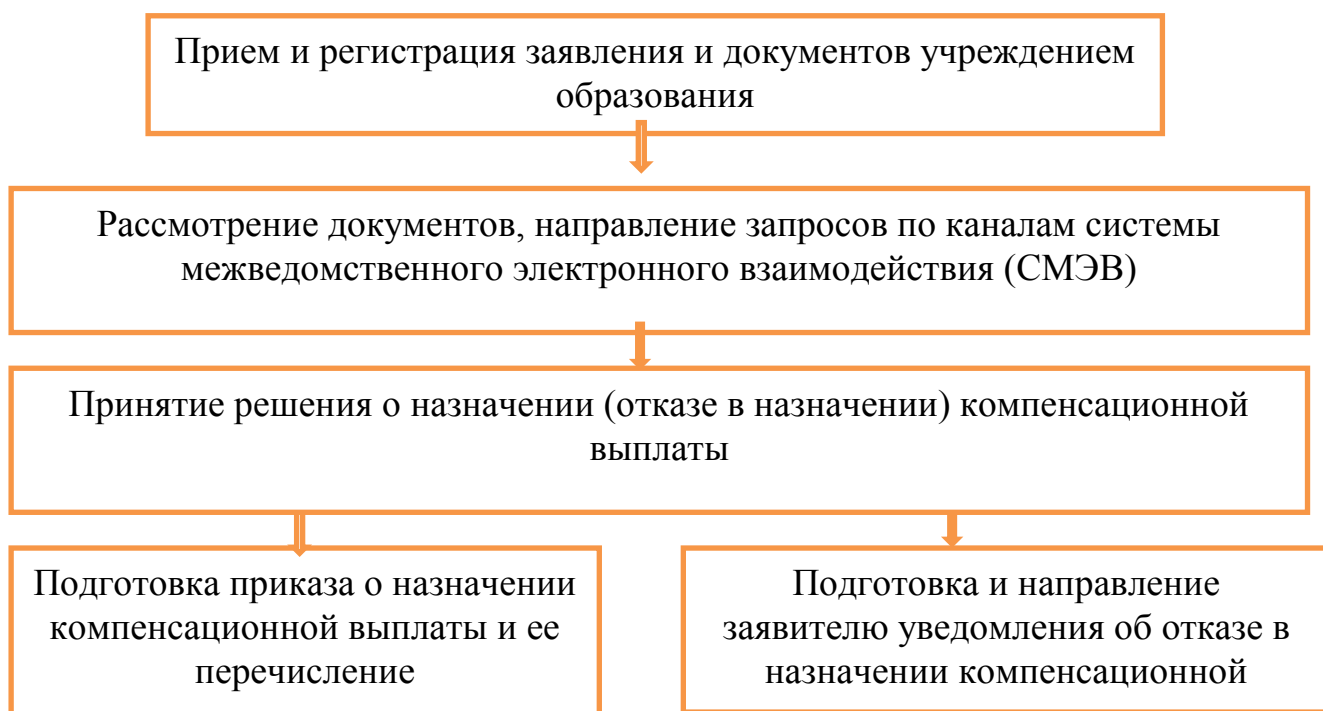 Прием и регистрация заявления и документов учреждением
образования
Рассмотрение документов, направление запросов по каналам системы
межведомственного электронного взаимодействия (СМЭВ)
Принятие решения о назначении (отказе в назначении) компенсационной
выплаты
Подготовка приказа о назначении
компенсационной выплаты и ее
перечисление
Подготовка и направление
заявителю уведомления об отказе в
назначении компенсационной